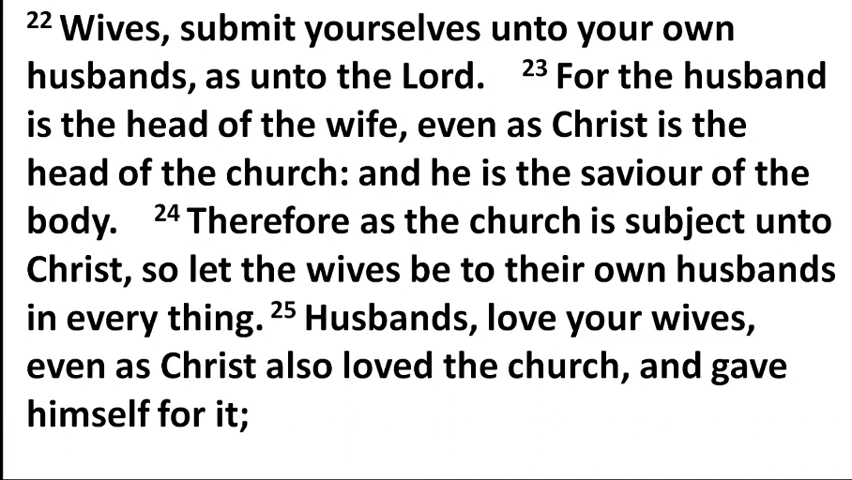 22 Wives, submit yourselves unto your own
husbands, as unto the Lord. 23 For the husband
is the head of the wife, even as Christ is the
head of the church: and he is the saviour of the
body. 24 Therefore as the church is subject unto
Christ, so let the wives be to their own husbands
in every thing. 25 Husbands, love your wives,
even as Christ also loved the church, and gave
himself for it;